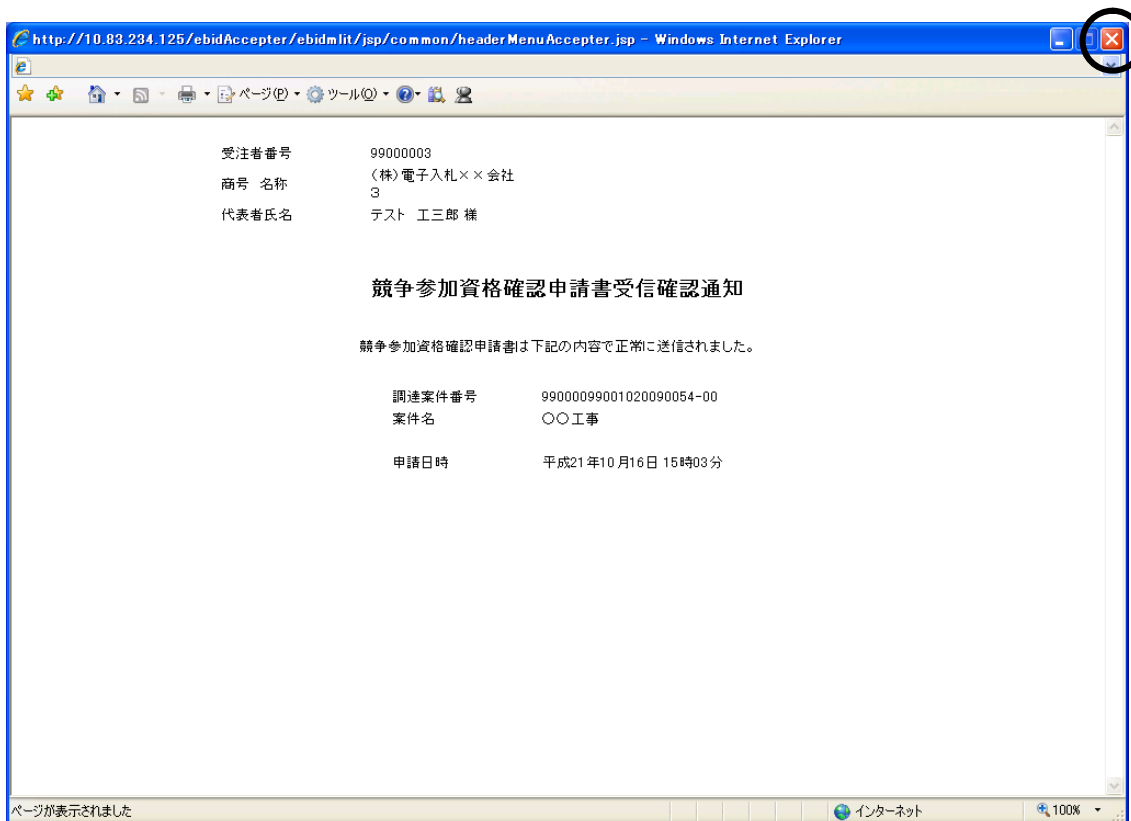 http://10.83.234.125/ebidAccepter/ebidmlit/jsp/common/headerMenuAccepter.jsp - Windows Internet Explorer
ページ(P) ツール(O)
受注者番号 99000003
商号 名称 (株)電子入札××会社
3
代表者氏名 テスト 工三郎 様
競争参加資格確認申請書受信確認通知
競争参加資格確認申請書は下記の内容で正常に送信されました。
調達案件番号 99000099001020090054-00
案件名 〇〇工事
申請日時 平成21年10月16日 15時03分
ページが表示されました インターネット 100%